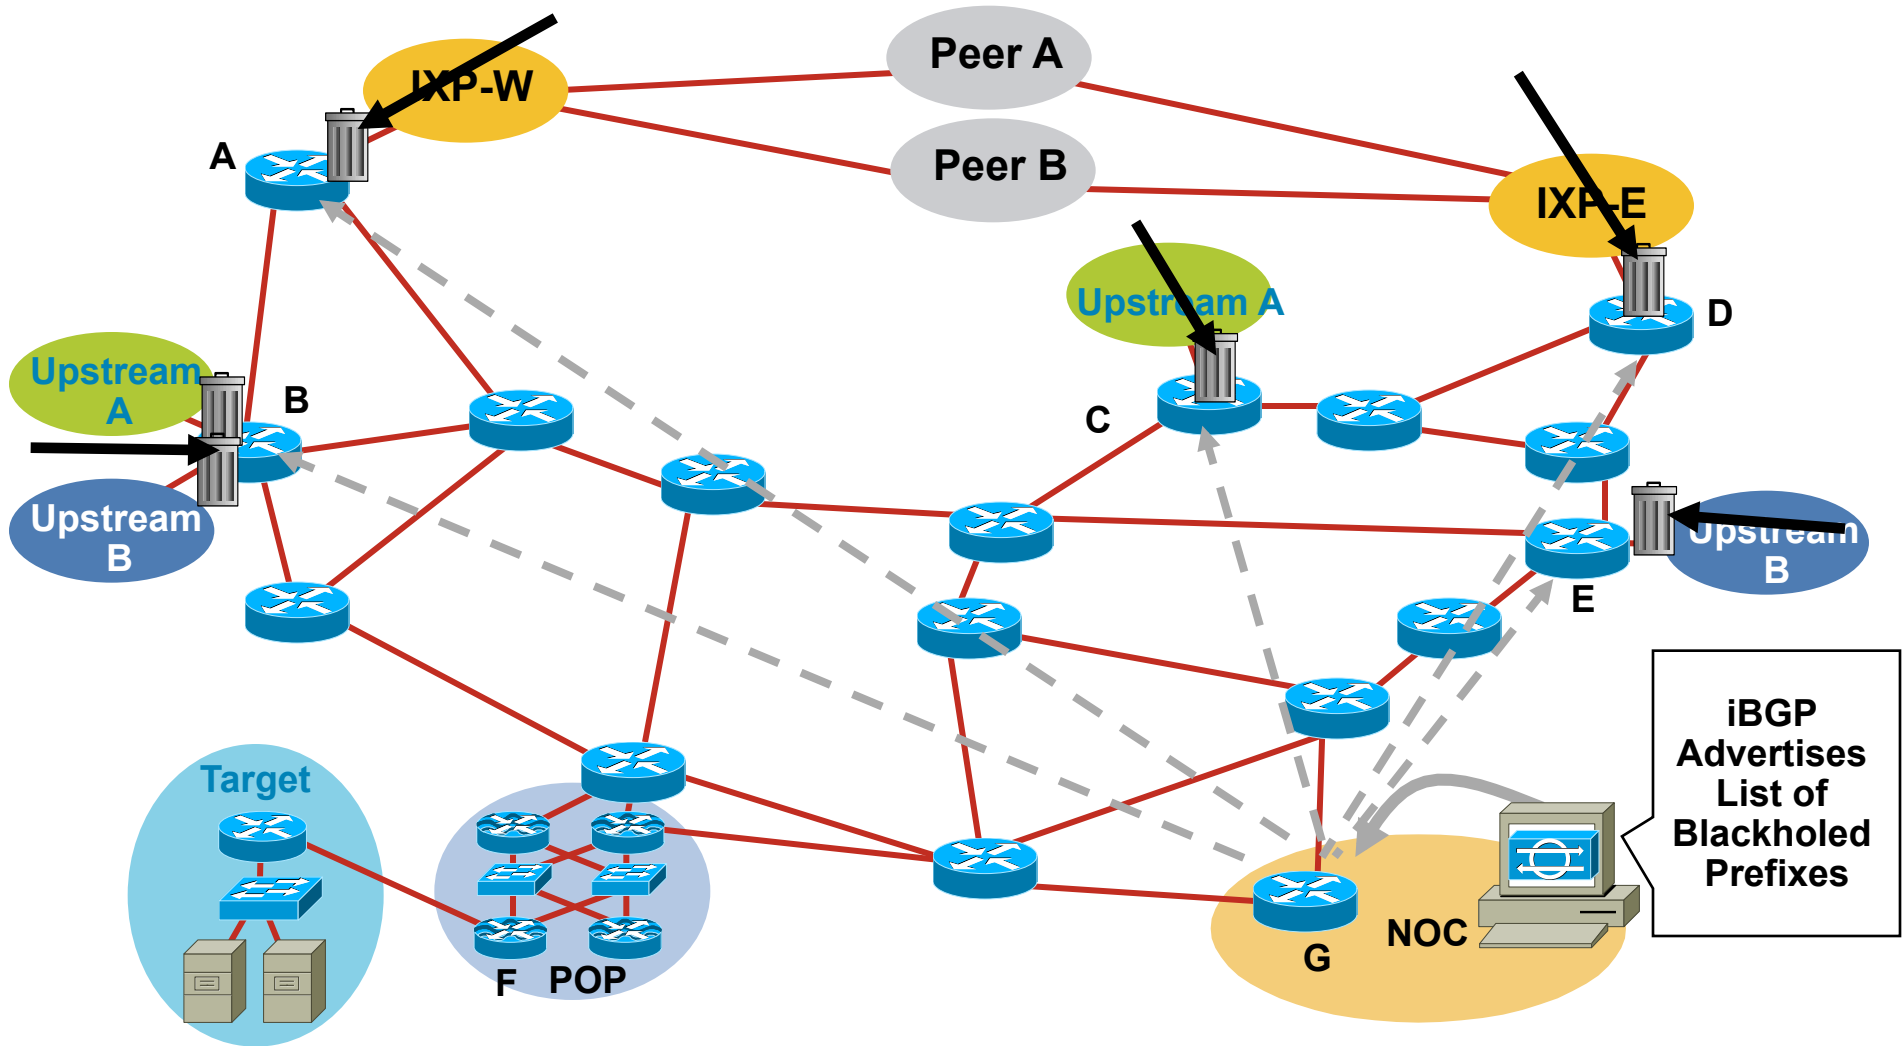 Peer A
IXP-W
Peer B
A
IXP-E
Upstream A
D
Upstream
A
B
C
Upstream
B
Upstream
B
E
iBGP
Advertises
List of
Blackholed
Prefixes
Target
NOC
G
F
POP